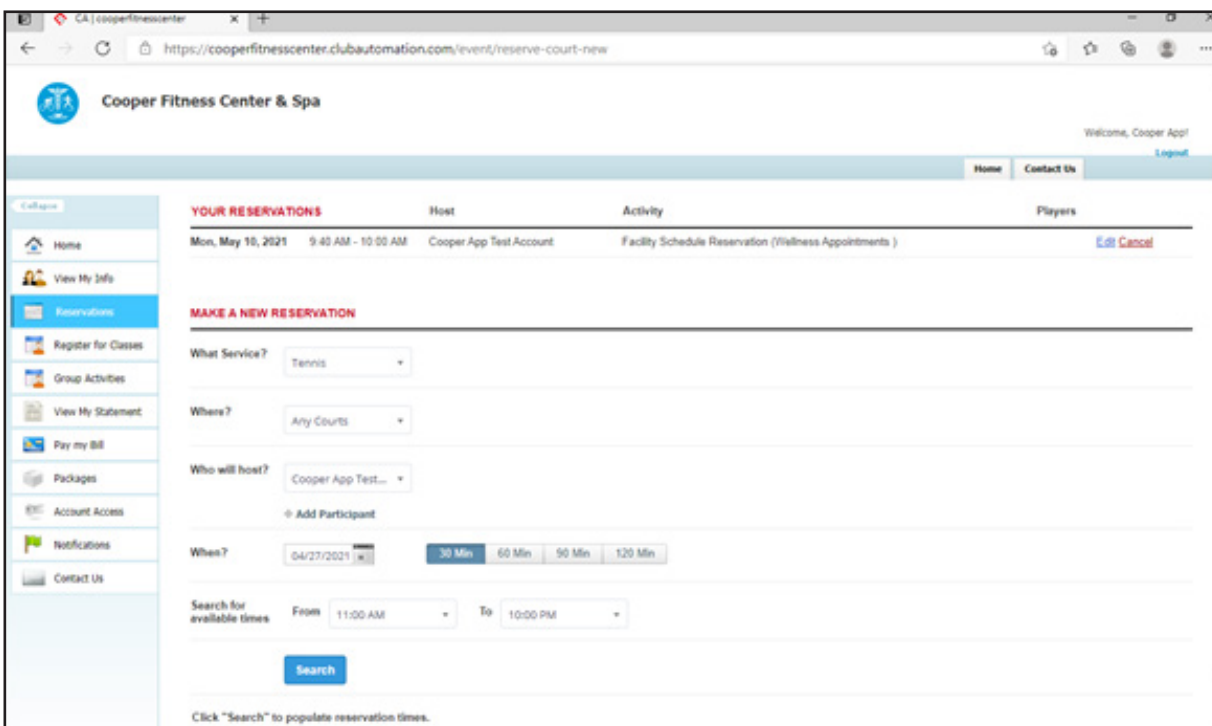 CA | cooperfitnesscenter
https://cooperfitnesscenter.clubautomation.com/event/reserve-court-new
Cooper Fitness Center & Spa
Welcome, Cooper App!
Logout
Home Contact Us
Collapse
Home
View My Info
Reservations
Register for Classes
Group Activities
View My Statement
Pay my Bill
Packages
Account Access
Notifications
Contact Us
YOUR RESERVATIONS Host Activity Players
Mon, May 10, 2021 9:40 AM - 10:00 AM Cooper App Test Account Facility Schedule Reservation (Wellness Appointments ) Edit Cancel
MAKE A NEW RESERVATION
What Service? Tennis
Where? Any Courts
Who will host? Cooper App Test...
+ Add Participant
When? 04/27/2021 30 Min 60 Min 90 Min 120 Min
Search for
available times From 11:00 AM To 10:00 PM
Search
Click "Search" to populate reservation times.